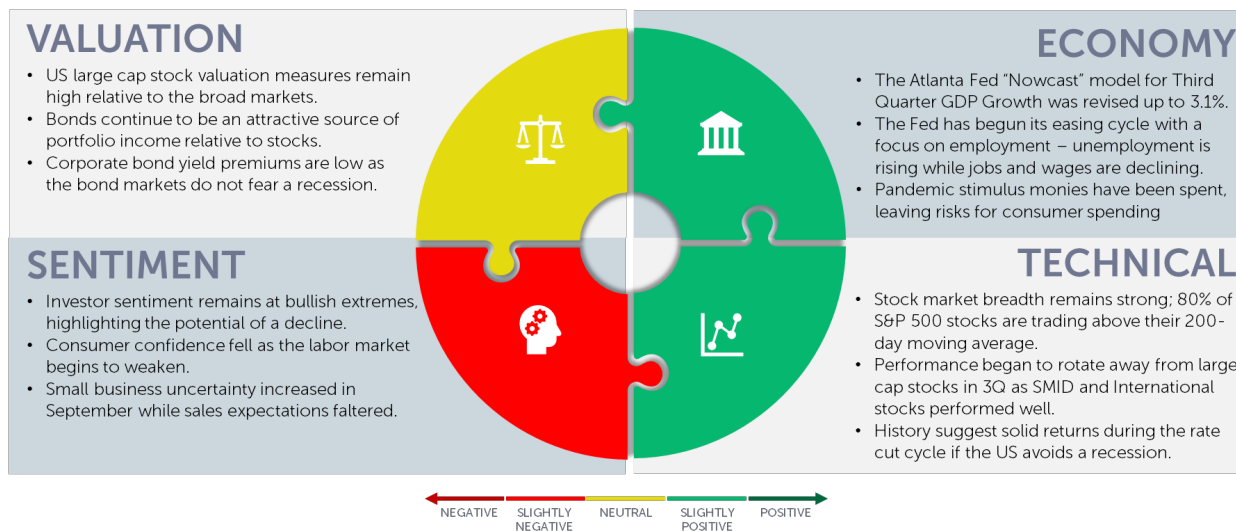 VALUATION
• US large cap stock valuation measures remain
high relative to the broad markets.
• Bonds continue to be an attractive source of
portfolio income relative to stocks.
• Corporate bond yield premiums are low as
the bond markets do not fear a recession.
ECONOMY
• The Atlanta Fed “Nowcast” model for Third
Quarter GDP Growth was revised up to 3.1%.
• The Fed has begun its easing cycle with a
focus on employment – unemployment is
rising while jobs and wages are declining.
• Pandemic stimulus monies have been spent,
leaving risks for consumer spending
SENTIMENT
• Investor sentiment remains at bullish extremes,
highlighting the potential of a decline.
• Consumer confidence fell as the labor market
begins to weaken.
• Small business uncertainty increased in
September while sales expectations faltered.
TECHNICAL
• Stock market breadth remains strong; 80% of
S&P 500 stocks are trading above their 200-
day moving average.
• Performance began to rotate away from large
cap stocks in 3Q as SMID and International
stocks performed well.
• History suggest solid returns during the rate
cut cycle if the US avoids a recession.
NEGATIVE
SLIGHTLY
NEGATIVE
NEUTRAL
SLIGHTLY
POSITIVE
POSITIVE